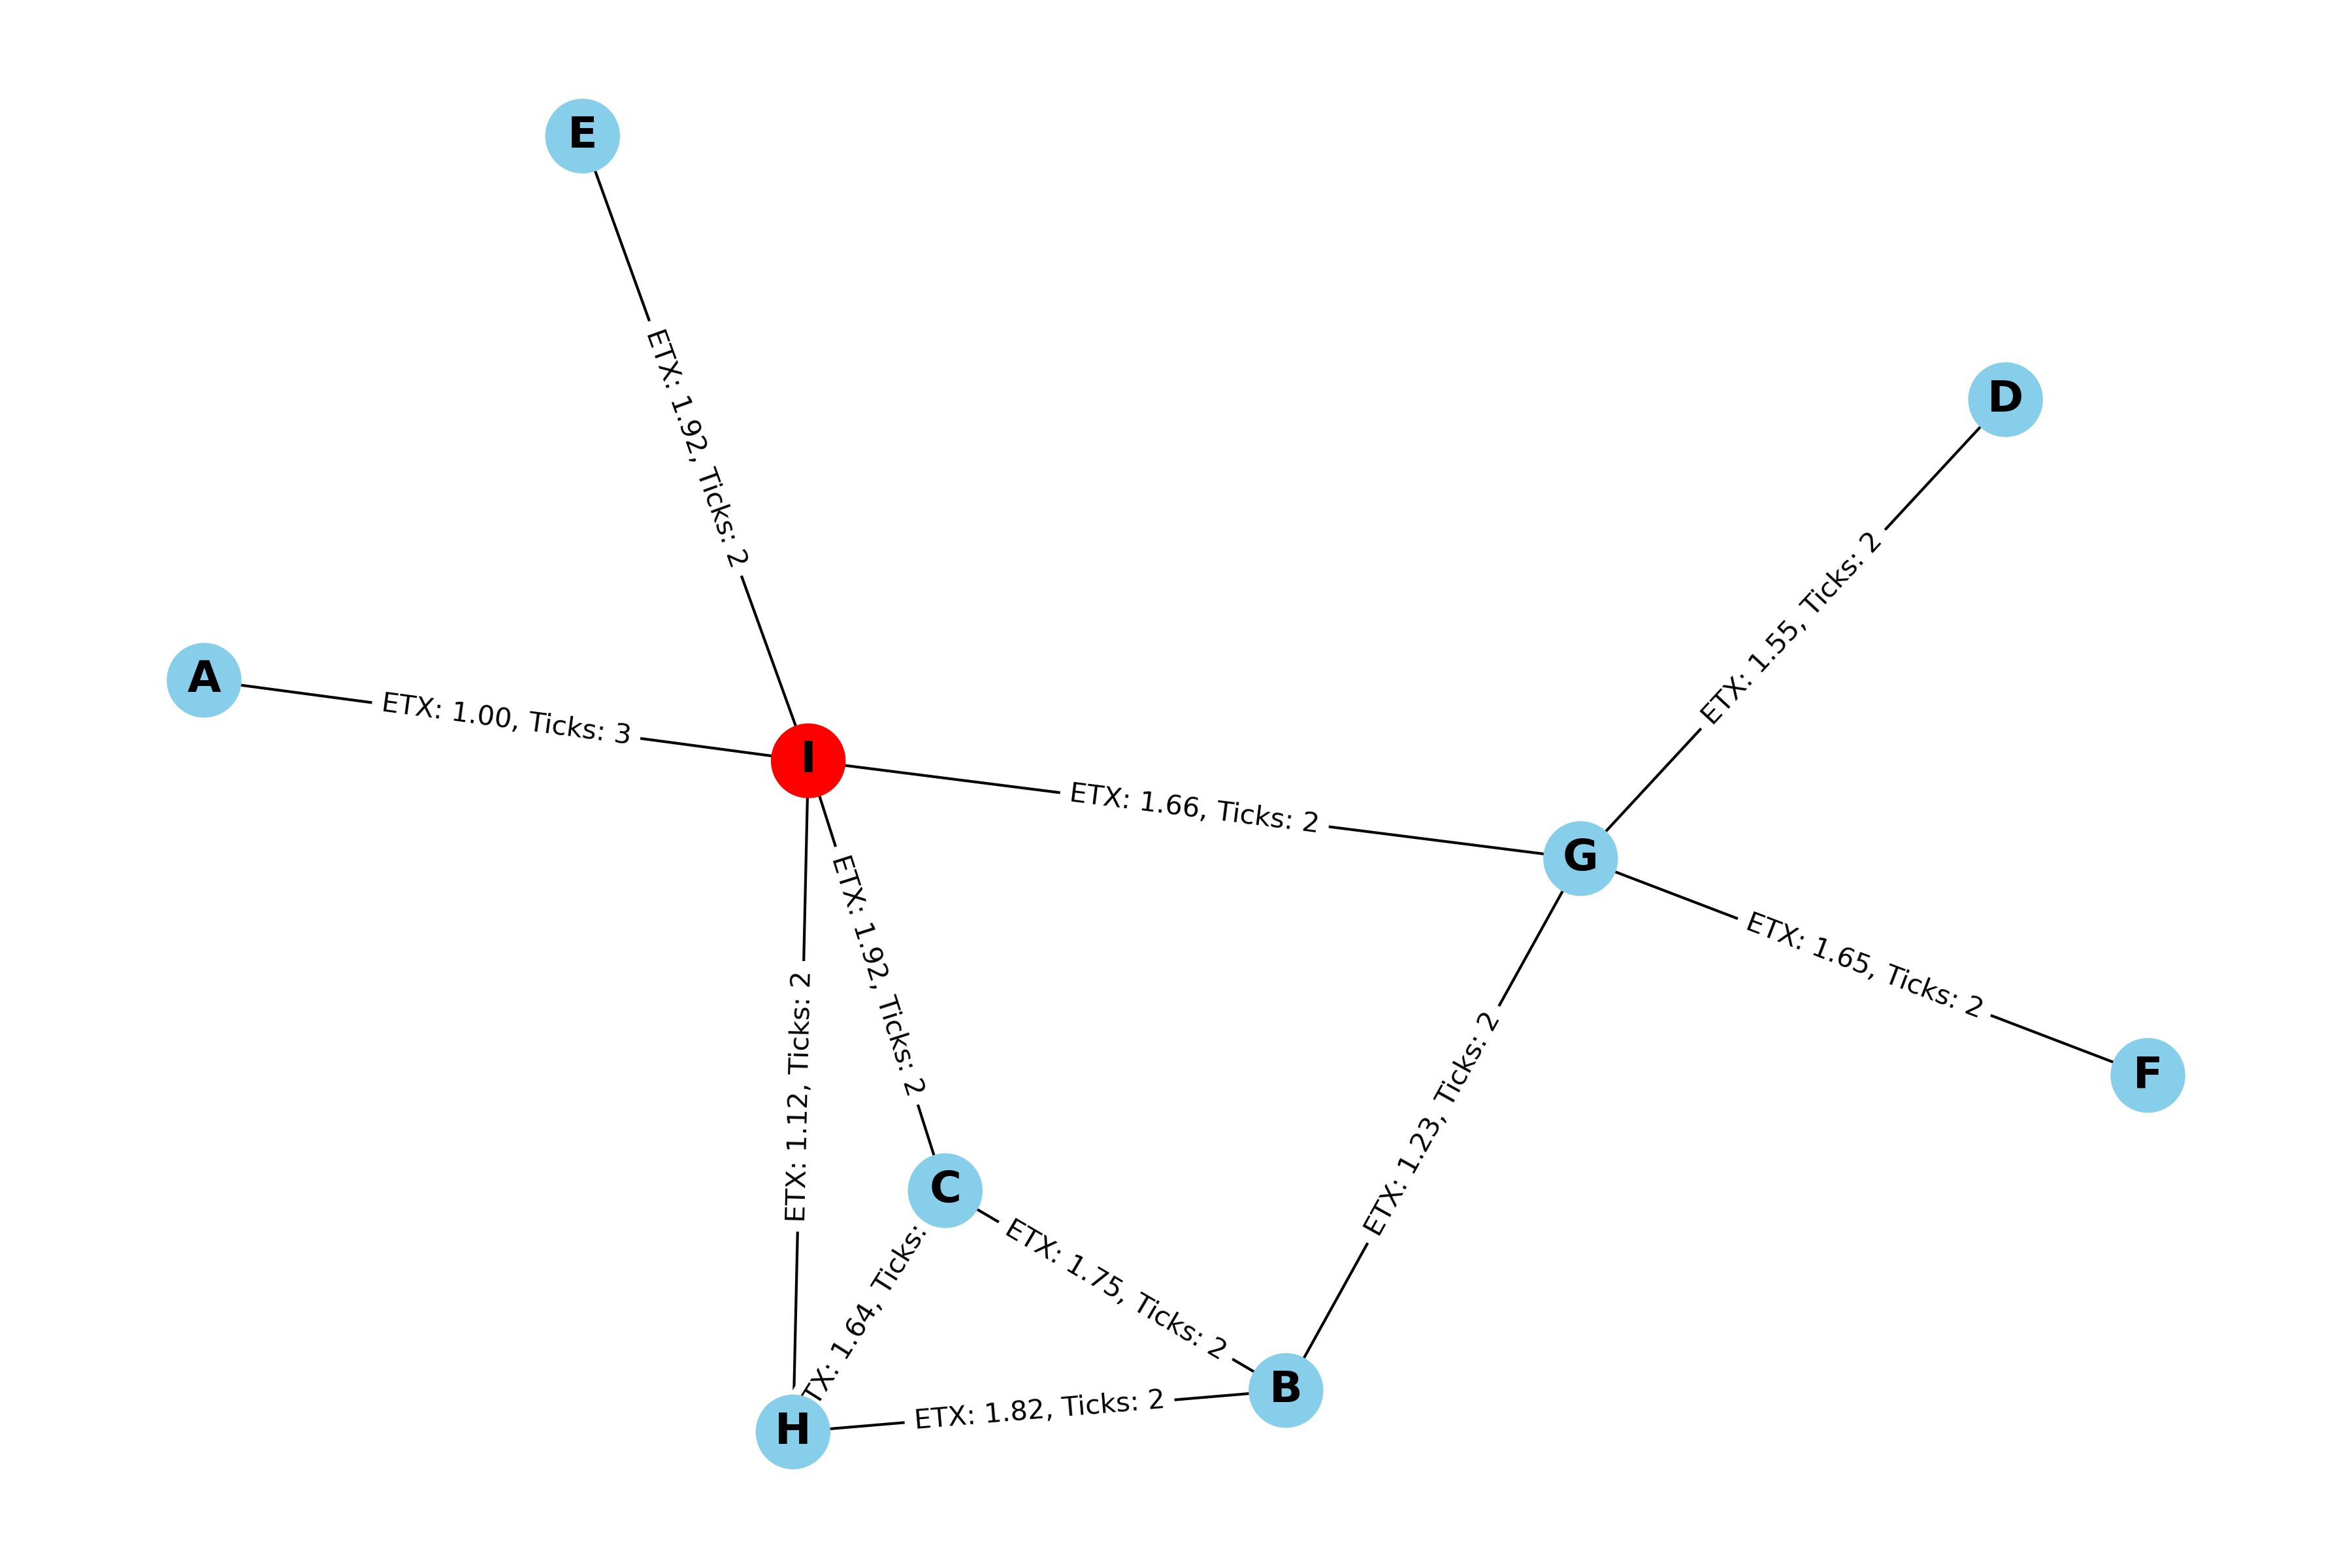 E
ETX: 1.92, Ticks: 2
D
ETX: 1.55, Ticks: 2
A
ETX: 1.00, Ticks: 3
I
ETX: 1.66, Ticks: 2
G
ETX: 1.65, Ticks: 2
F
ETX: 1.92, Ticks: 2
ETX: 1.12, Ticks: 2
ETX: 1.23, Ticks: 2
C
TX: 1.64, Ticks:
ETX: 1.75, Ticks: 2
B
ETX: 1.82, Ticks: 2
H